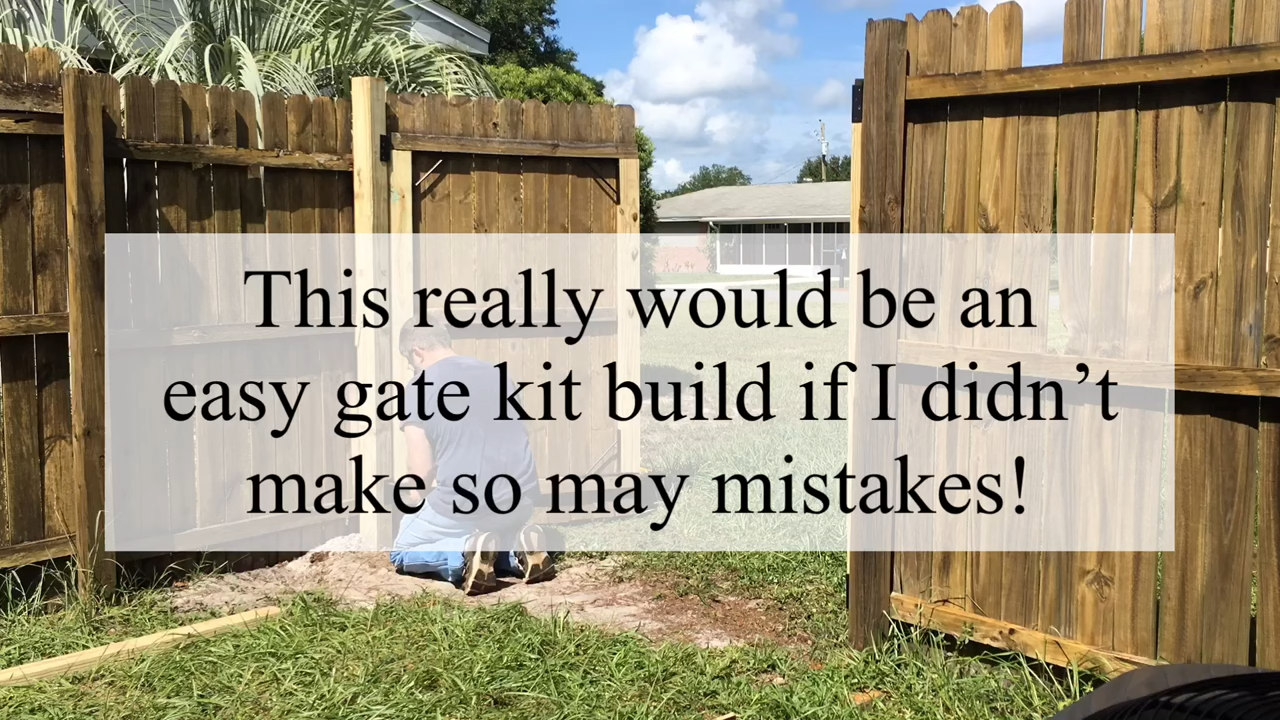 This really would be an
easy gate kit build if I didn’t
make so may mistakes!